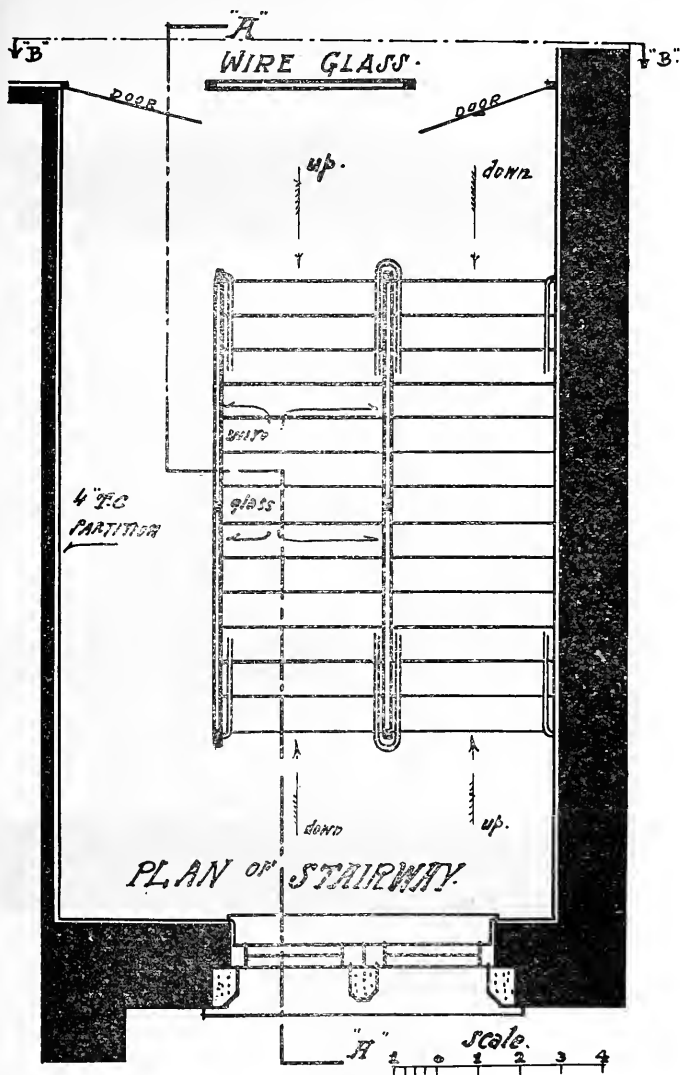 "A"
"B" "B"
WIRE GLASS.
DOOR DOOR
up. down
wire
glass
4" T.C
PARTITION
down up.
PLAN OF STAIRWAY.
"A"
scale.
1 0 1 2 3 4